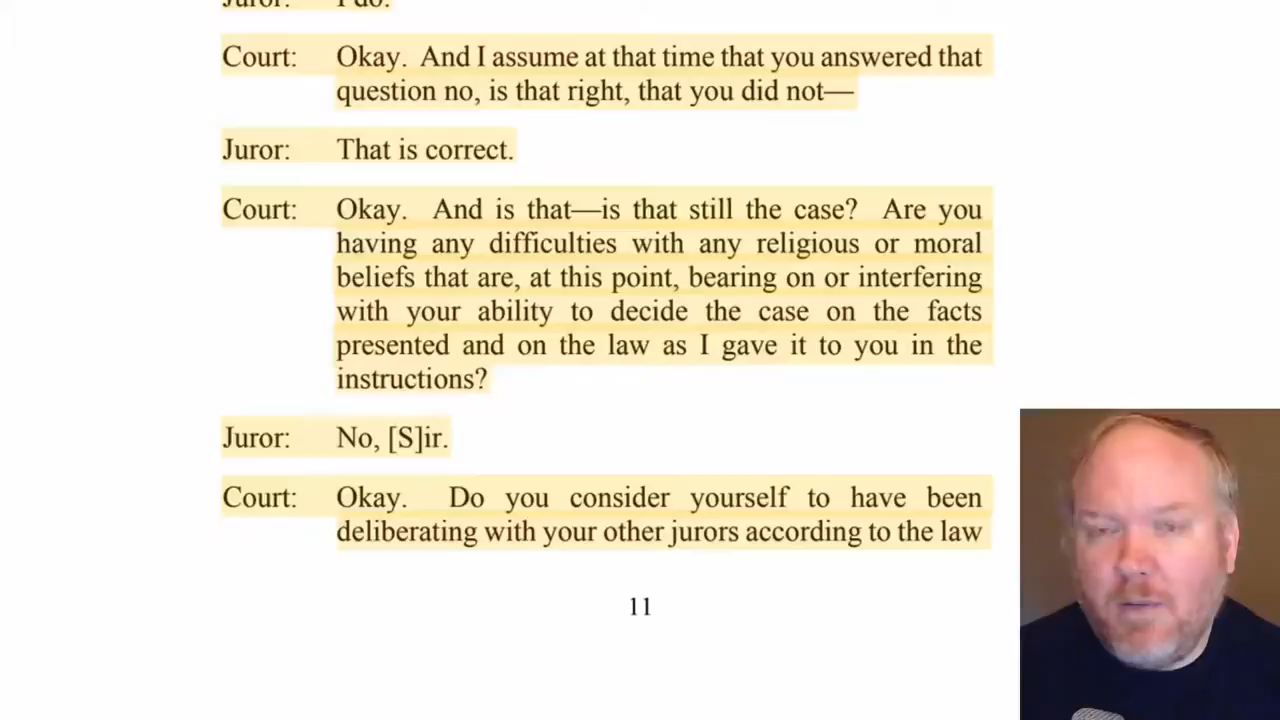 Juror: I do.
Court: Okay. And I assume at that time that you answered that
question no, is that right, that you did not—
Juror: That is correct.
Court: Okay. And is that—is that still the case? Are you
having any difficulties with any religious or moral
beliefs that are, at this point, bearing on or interfering
with your ability to decide the case on the facts
presented and on the law as I gave it to you in the
instructions?
Juror: No, [S]ir.
Court: Okay. Do you consider yourself to have been
deliberating with your other jurors according to the law
11